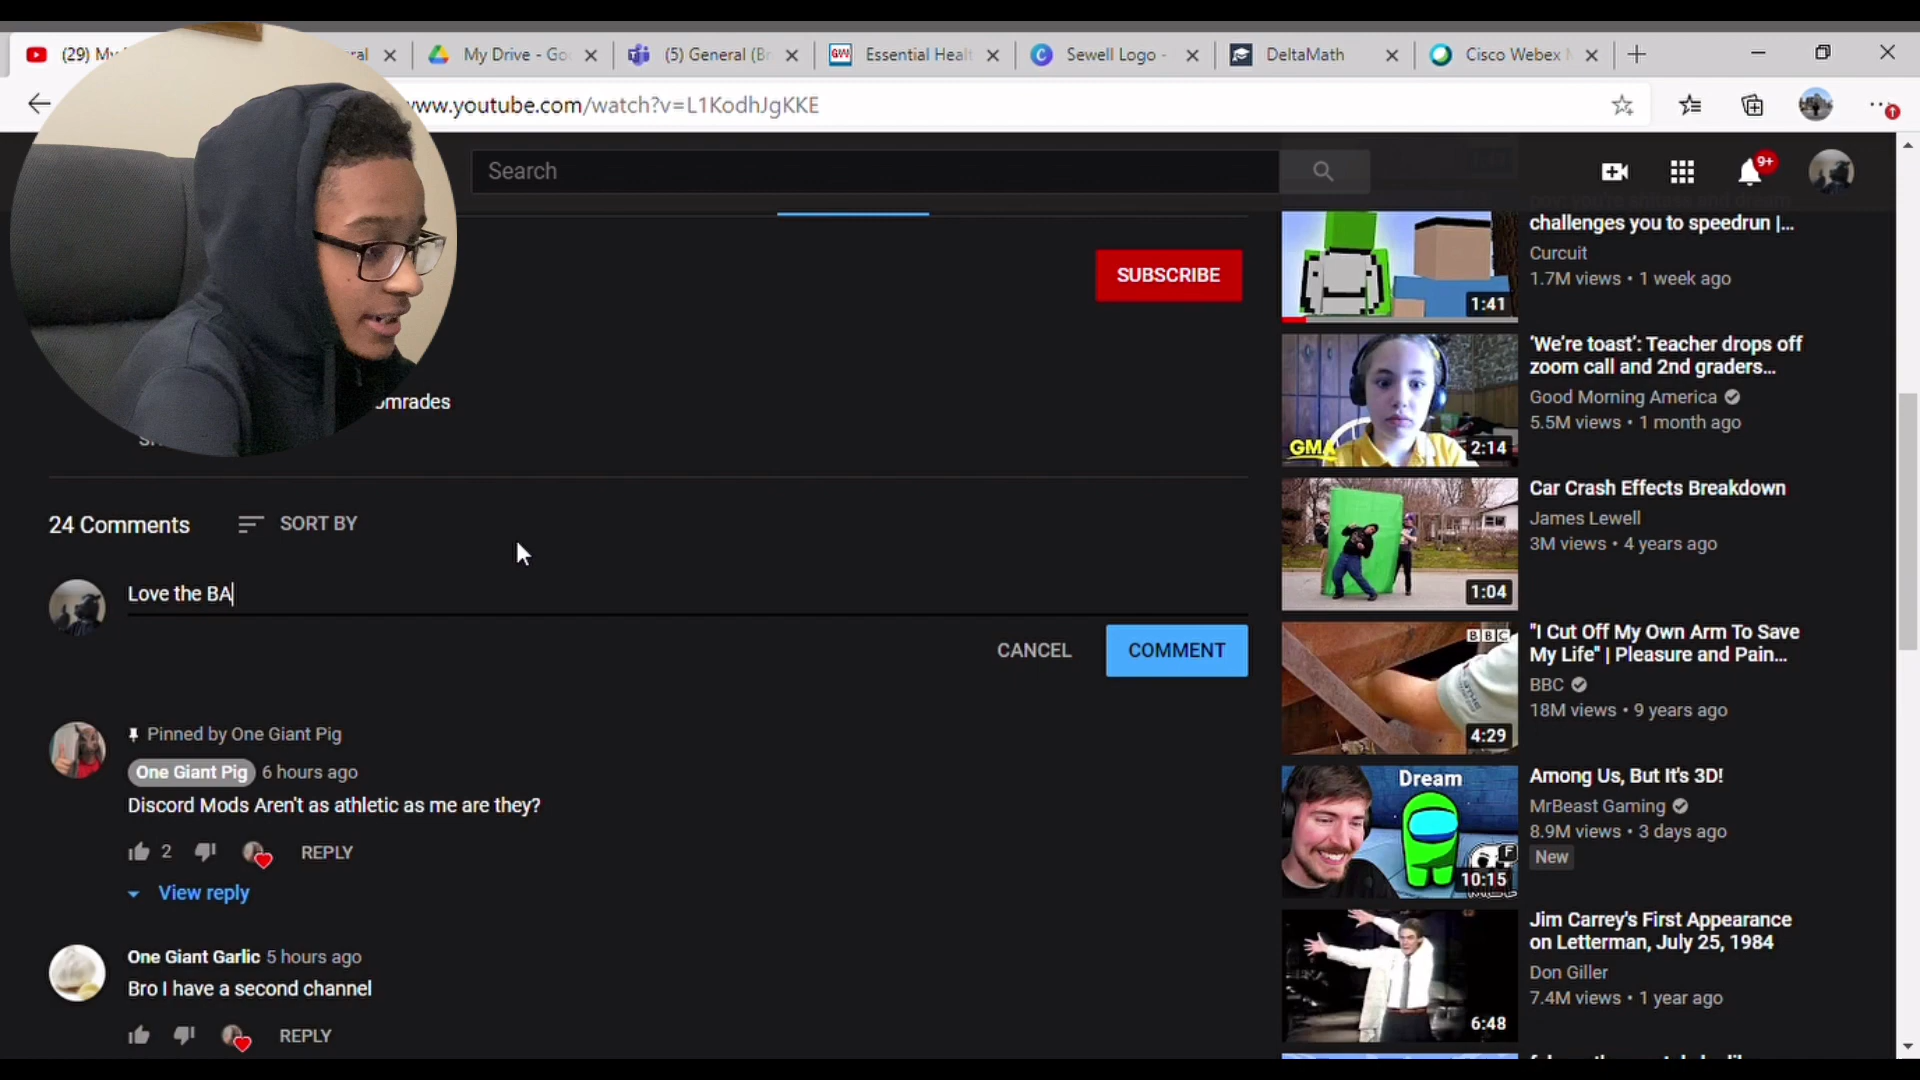 (29) My
ral
My Drive - Go
(5) General (Br
GW
Essential Healt
Sewell Logo -
DeltaMath
Cisco Webex
ww.youtube.com/watch?v=L1KodhJgKKE
Search
9+
SUBSCRIBE
omrades
24 Comments
SORT BY
Love the BA
CANCEL
COMMENT
Pinned by One Giant Pig
One Giant Pig 6 hours ago
Discord Mods Aren't as athletic as me are they?
2
REPLY
View reply
One Giant Garlic 5 hours ago
Bro I have a second channel
REPLY
challenges you to speedrun |...
Curcuit
1.7M views • 1 week ago
1:41
'We're toast': Teacher drops off
zoom call and 2nd graders...
Good Morning America
5.5M views • 1 month ago
GMA
2:14
Car Crash Effects Breakdown
James Lewell
3M views • 4 years ago
1:04
"I Cut Off My Own Arm To Save
My Life" | Pleasure and Pain...
BBC
18M views • 9 years ago
BBC
4:29
Among Us, But It's 3D!
MrBeast Gaming
8.9M views • 3 days ago
New
Dream
10:15
Jim Carrey's First Appearance
on Letterman, July 25, 1984
Don Giller
7.4M views • 1 year ago
6:48